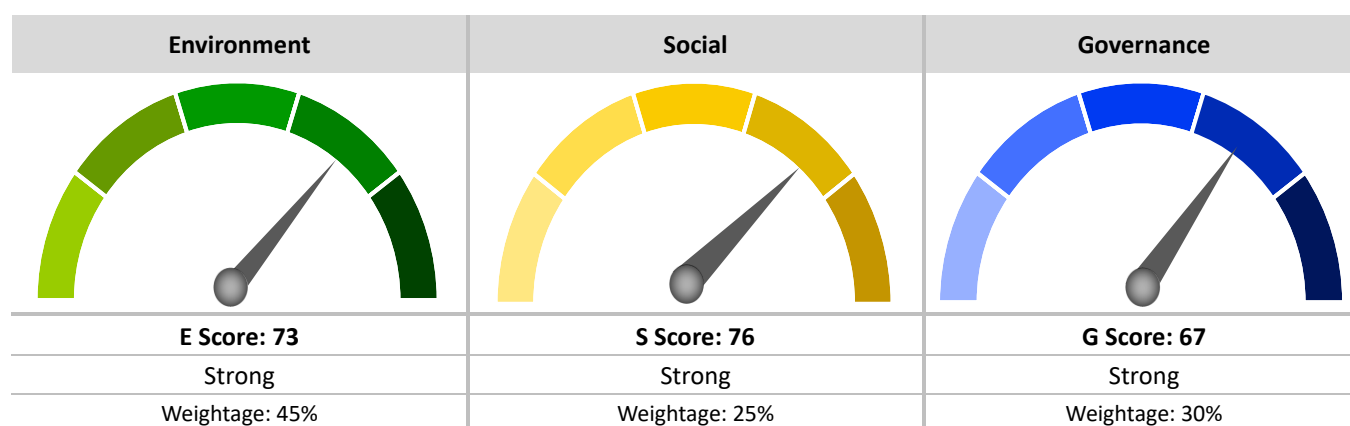 Environment
Social
Governance
E Score: 73
S Score: 76
G Score: 67
Strong
Strong
Strong
Weightage: 45%
Weightage: 25%
Weightage: 30%